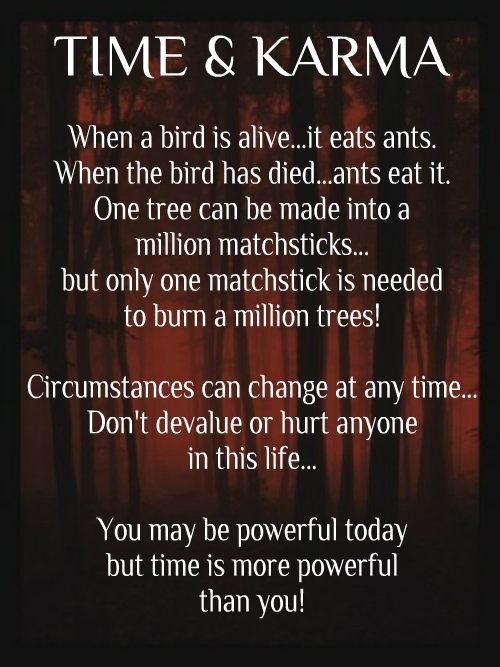 TIME & KARMA
When a bird is alive...it eats ants.
When the bird has died...ants eat it.
One tree can be made into a
million matchsticks...
but only one matchstick is needed
to burn a million trees!
Circumstances can change at any time...
Don't devalue or hurt anyone
in this life...
You may be powerful today
but time is more powerful
than you!